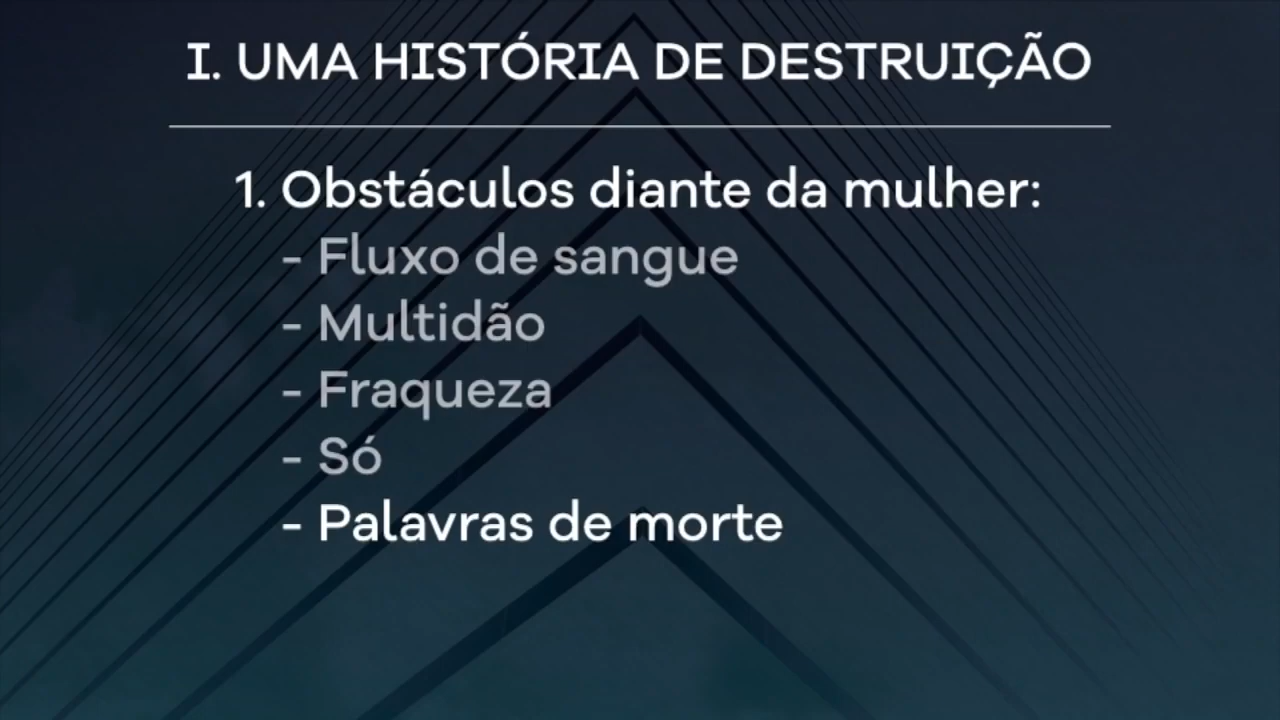 I. UMA HISTÓRIA DE DESTRUIÇÃO
1. Obstáculos diante da mulher:
- Fluxo de sangue
- Multidão
- Fraqueza
- Só
- Palavras de morte